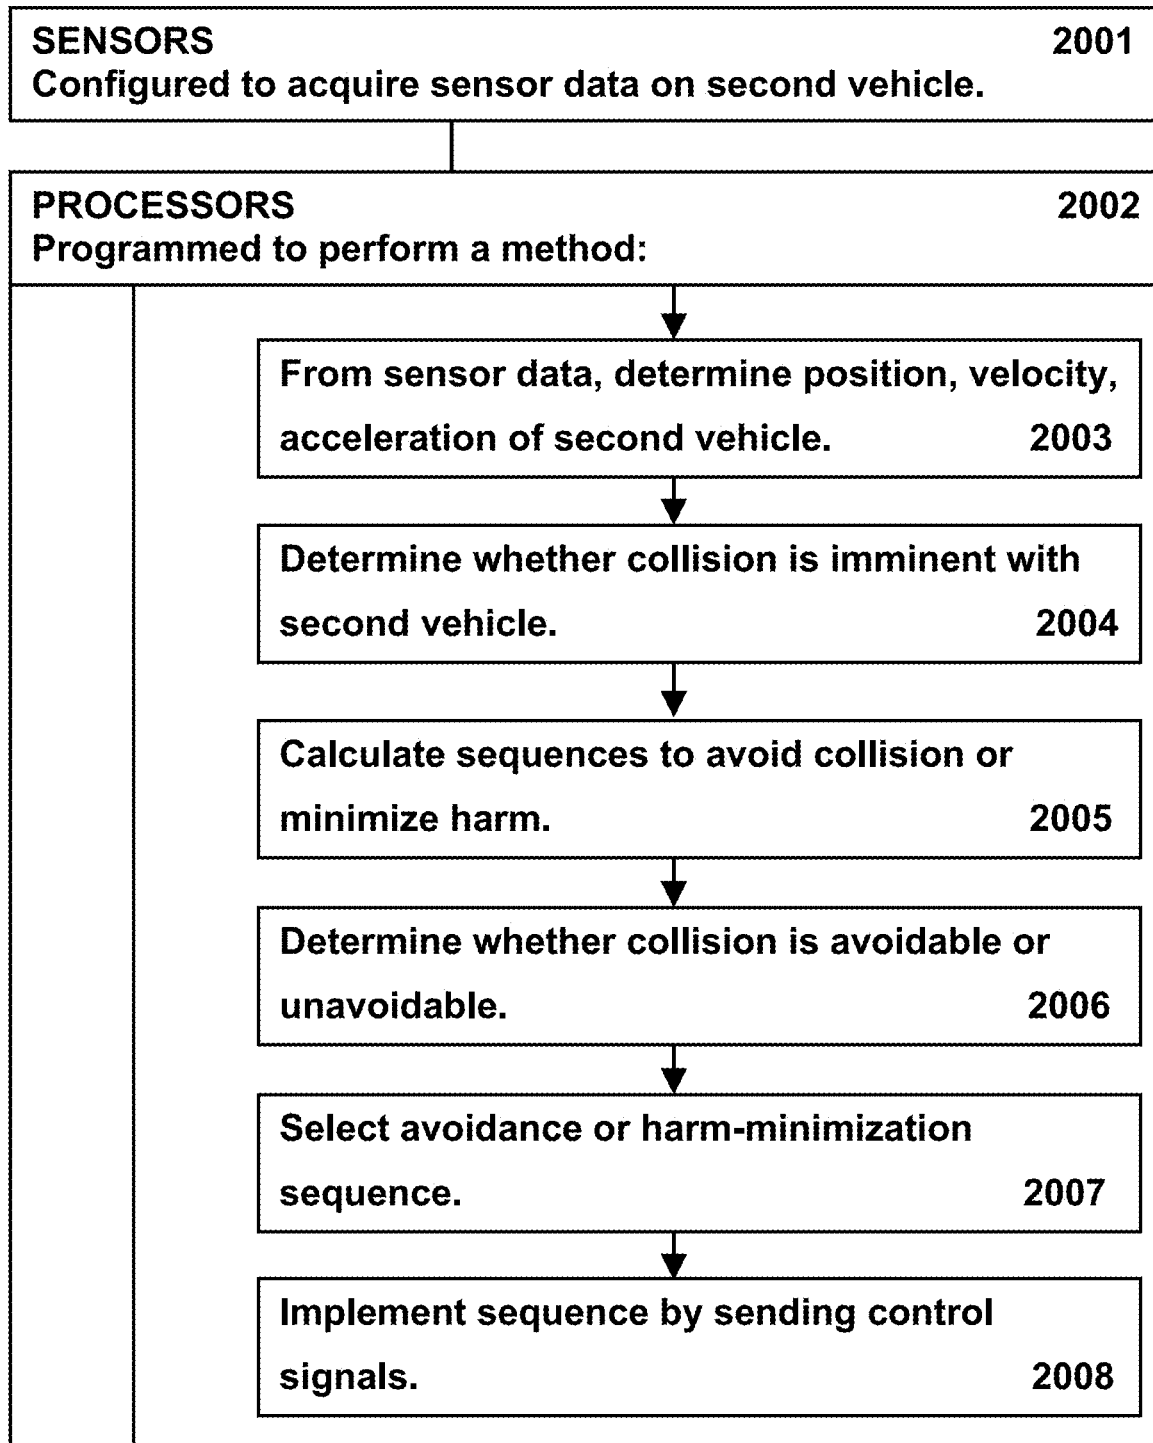 SENSORS 2001
Configured to acquire sensor data on second vehicle.
PROCESSORS 2002
Programmed to perform a method:
From sensor data, determine position, velocity,
acceleration of second vehicle. 2003
Determine whether collision is imminent with
second vehicle. 2004
Calculate sequences to avoid collision or
minimize harm. 2005
Determine whether collision is avoidable or
unavoidable. 2006
Select avoidance or harm-minimization
sequence. 2007
Implement sequence by sending control
signals. 2008